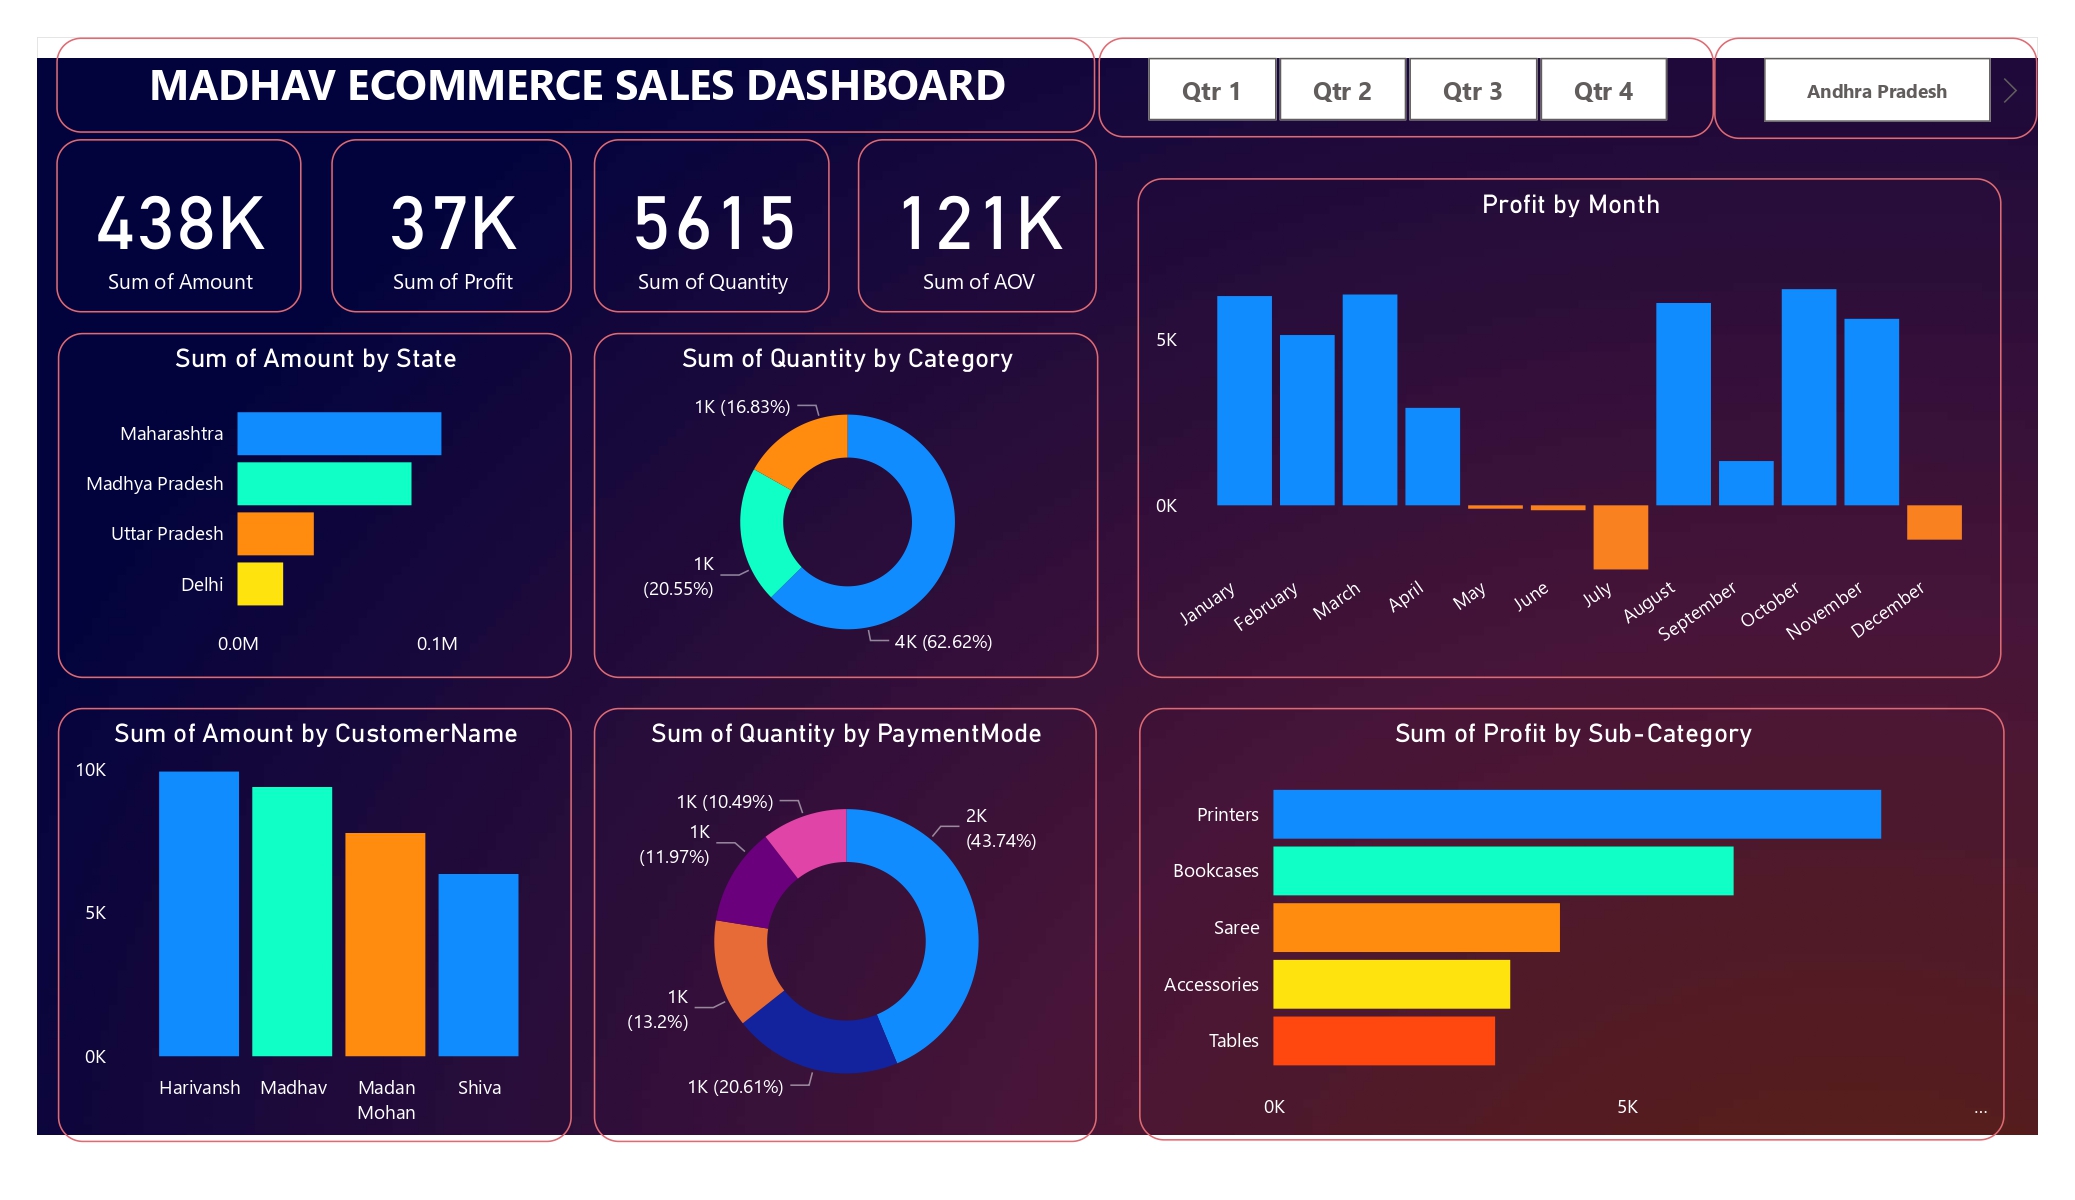 MADHAV ECOMMERCE SALES DASHBOARD
Qtr 1
Qtr 2
Qtr 3
Qtr 4
Andhra Pradesh
438K
Sum of Amount
37K
Sum of Profit
5615
Sum of Quantity
121K
Sum of AOV
Profit by Month
5K
0K
January
February
March
April
May
June
July
August
September
October
November
December
Sum of Amount by State
Maharashtra
Madhya Pradesh
Uttar Pradesh
Delhi
0.0M
0.1M
Sum of Quantity by Category
1K (16.83%)
1K
(20.55%)
4K (62.62%)
Sum of Amount by CustomerName
10K
5K
0K
Harivansh
Madhav
Madan
Mohan
Shiva
Sum of Quantity by PaymentMode
1K (10.49%)
1K
(11.97%)
2K
(43.74%)
1K
(13.2%)
1K (20.61%)
Sum of Profit by Sub-Category
Printers
Bookcases
Saree
Accessories
Tables
0K
5K
...